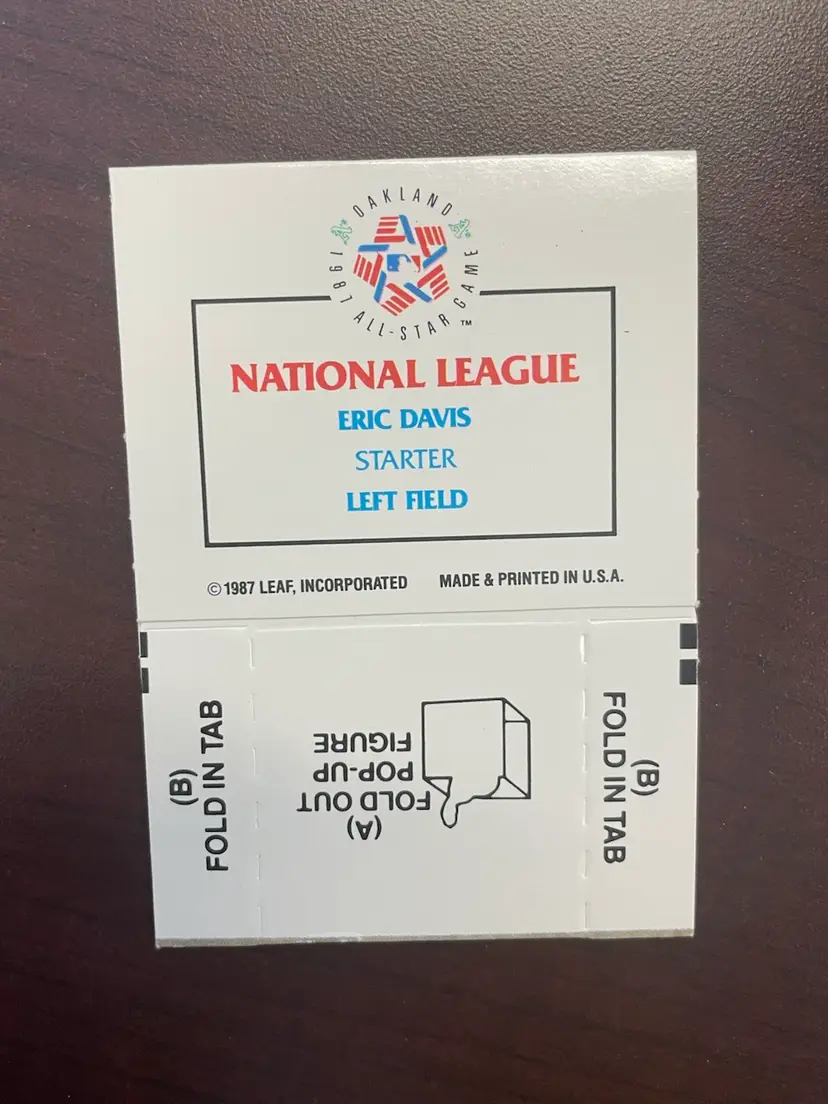 OAKLAND
1987 ALL-STAR GAME ™
NATIONAL LEAGUE
ERIC DAVIS
STARTER
LEFT FIELD
© 1987 LEAF, INCORPORATED MADE & PRINTED IN U.S.A.
(B)
FOLD IN TAB
(A)
FOLD OUT
POP-UP
FIGURE
(B)
FOLD IN TAB